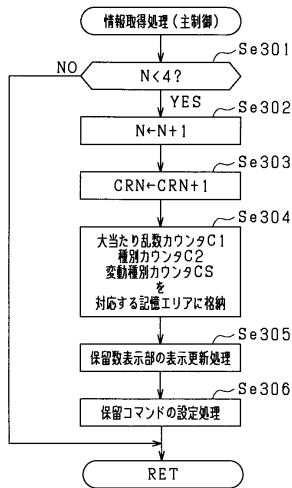 情報取得処理(主制御)
Se301
NO
N<4?
YES
Se302
N←N+1
Se303
CRN←CRN+1
Se304
大当たり乱数カウンタC1
種別カウンタC2
変動種別カウンタCS
を
対応する記憶エリアに格納
Se305
保留数表示部の表示更新処理
Se306
保留コマンドの設定処理
RET